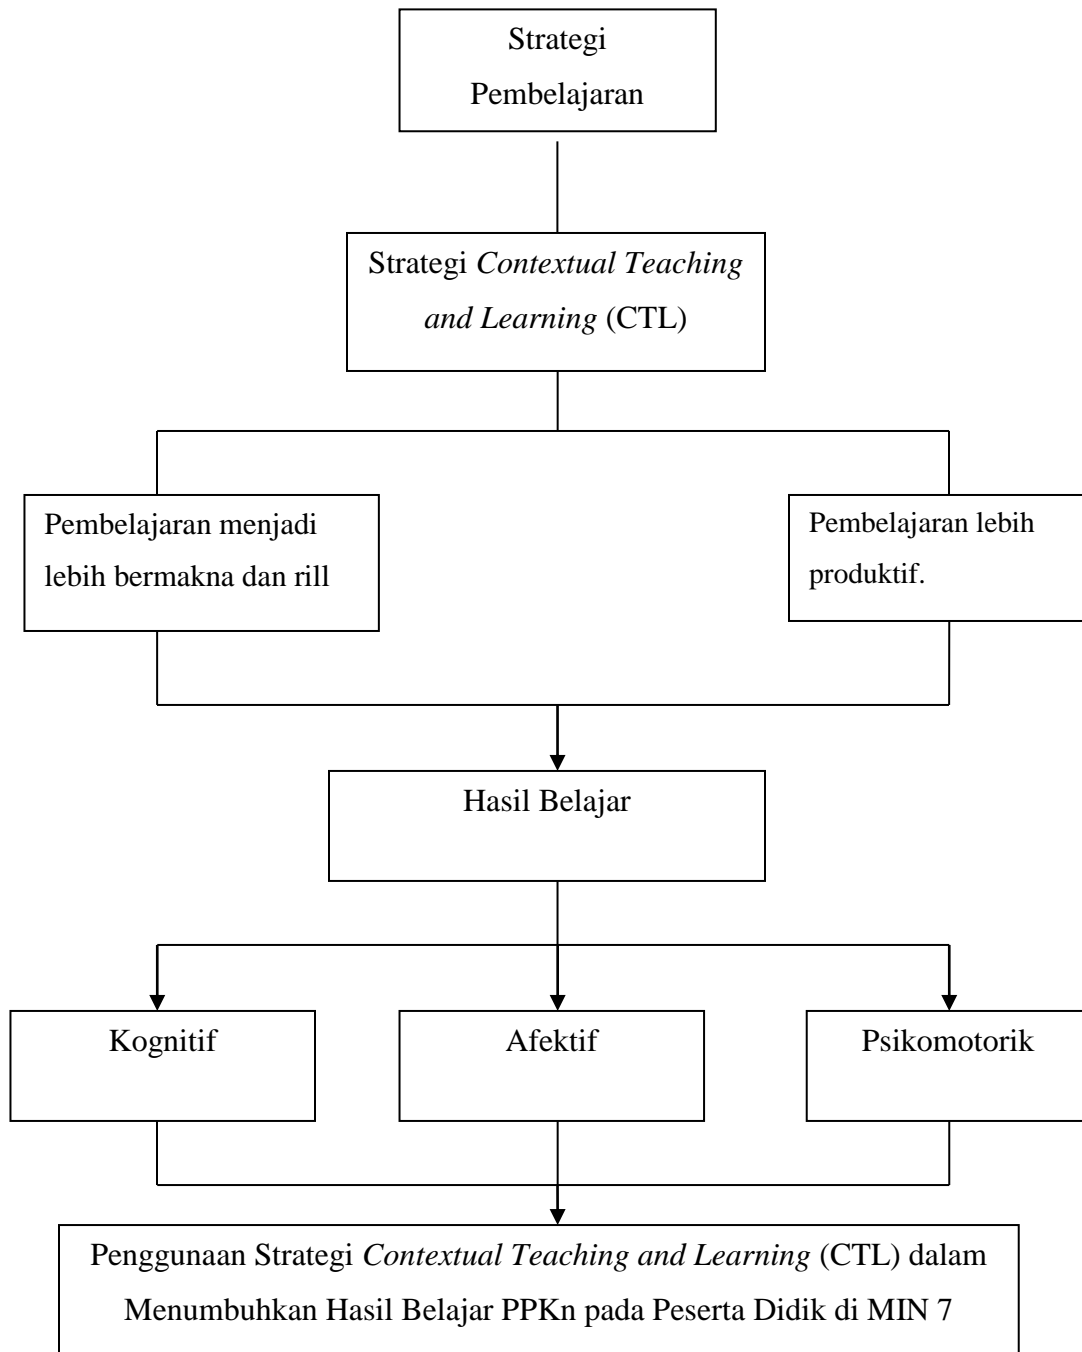 Strategi
Pembelajaran
Strategi Contextual Teaching
and Learning (CTL)
Pembelajaran menjadi
lebih bermakna dan rill
Pembelajaran lebih
produktif.
Hasil Belajar
Kognitif
Afektif
Psikomotorik
Penggunaan Strategi Contextual Teaching and Learning (CTL) dalam
Menumbuhkan Hasil Belajar PPKn pada Peserta Didik di MIN 7